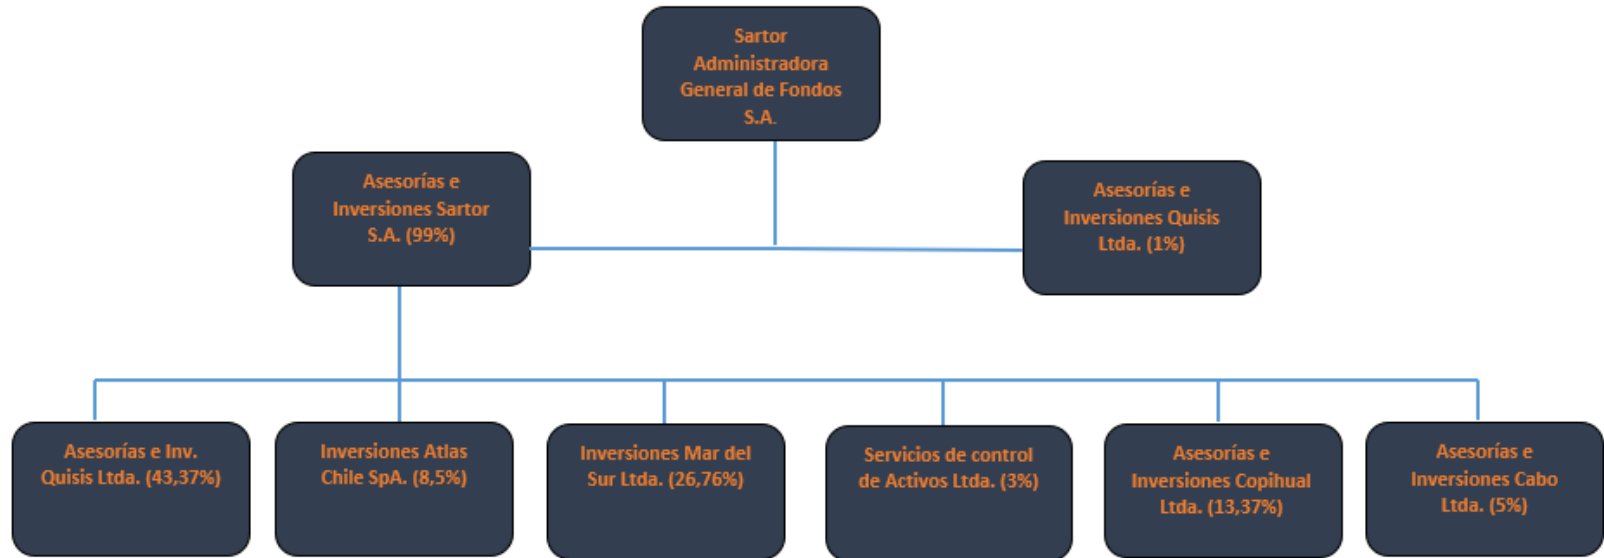 Sartor
Administradora
General de Fondos
S.A.
Asesorías e
Inversiones Sartor
S.A. (99%)
Asesorías e
Inversiones Quisis
Ltda. (1%)
Asesorías e Inv.
Quisis Ltda. (43,37%)
Inversiones Atlas
Chile SpA. (8,5%)
Inversiones Mar del
Sur Ltda. (26,76%)
Servicios de control
de Activos Ltda. (3%)
Asesorías e
Inversiones Copihual
Ltda. (13,37%)
Asesorías e
Inversiones Cabo
Ltda. (5%)